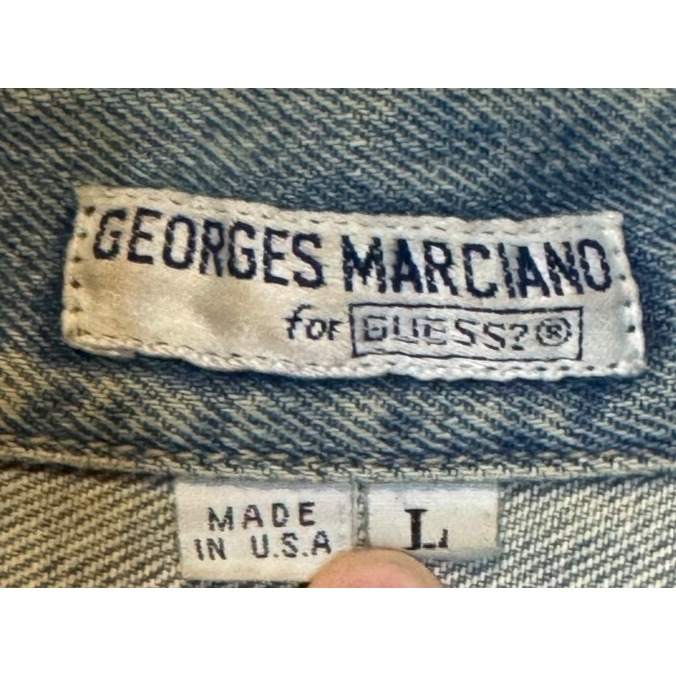 GEORGES MARCIANO
for GUESS?®
MADE
IN U.S.A
L